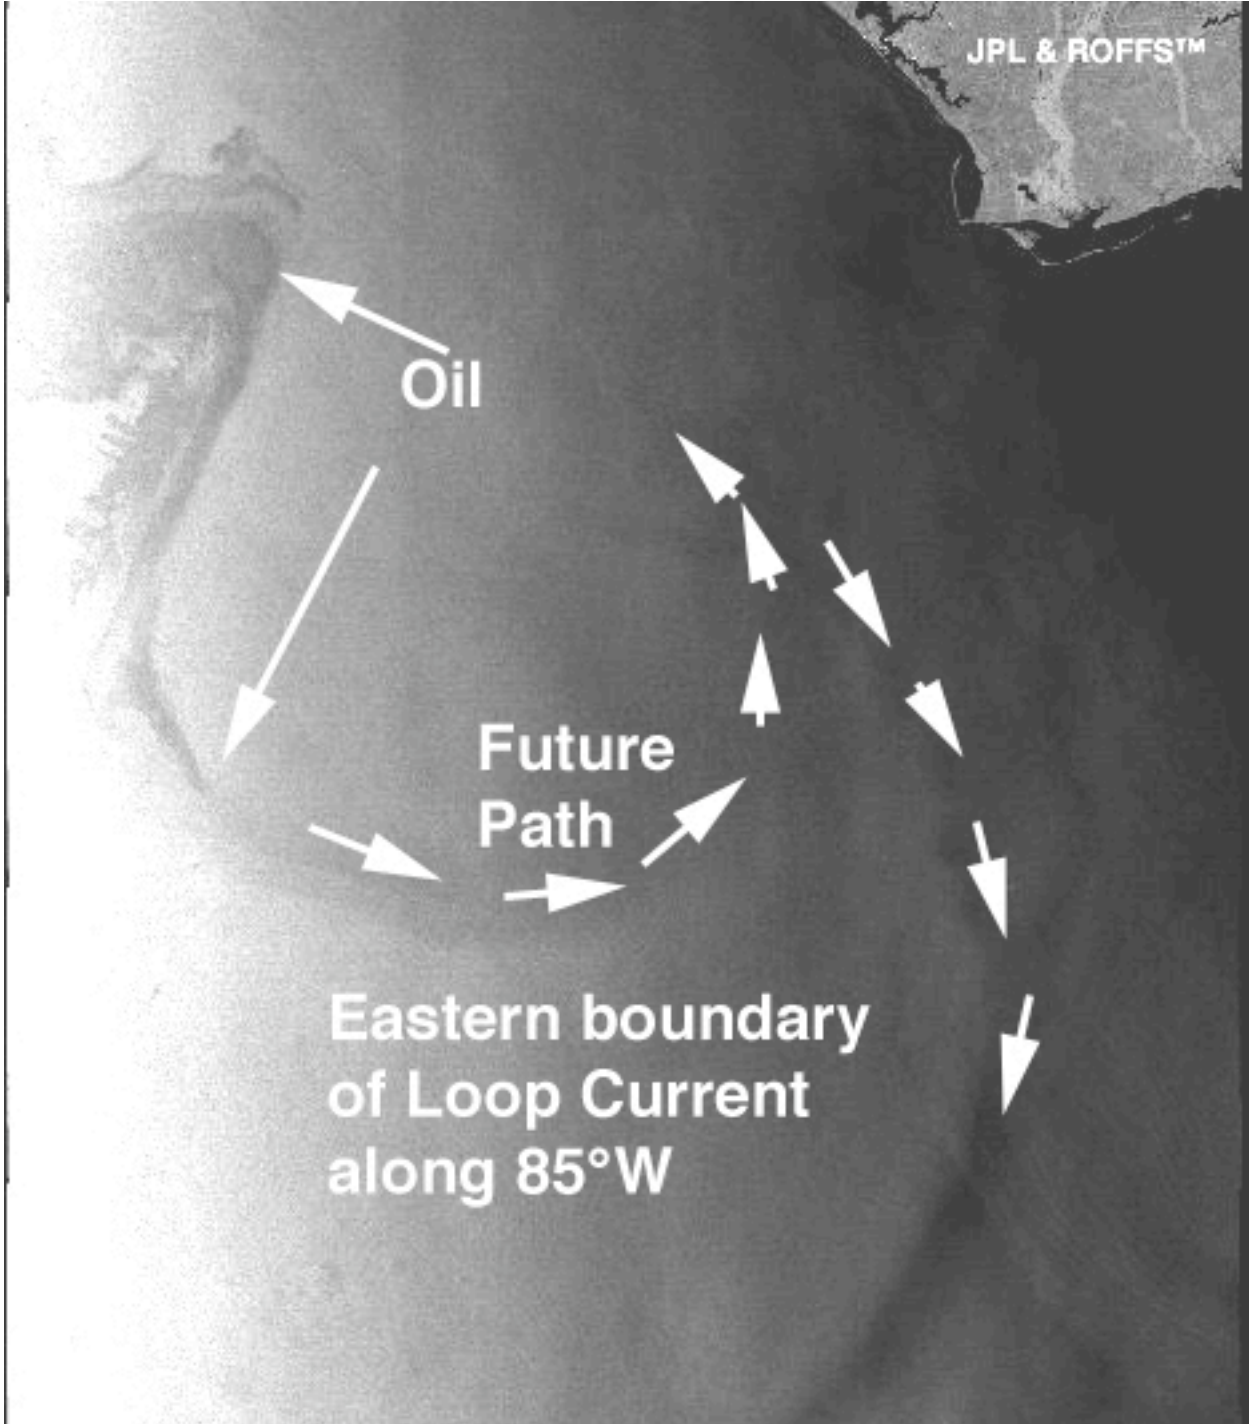 JPL & ROFFS™
Oil
Future
Path
Eastern boundary
of Loop Current
along 85°W